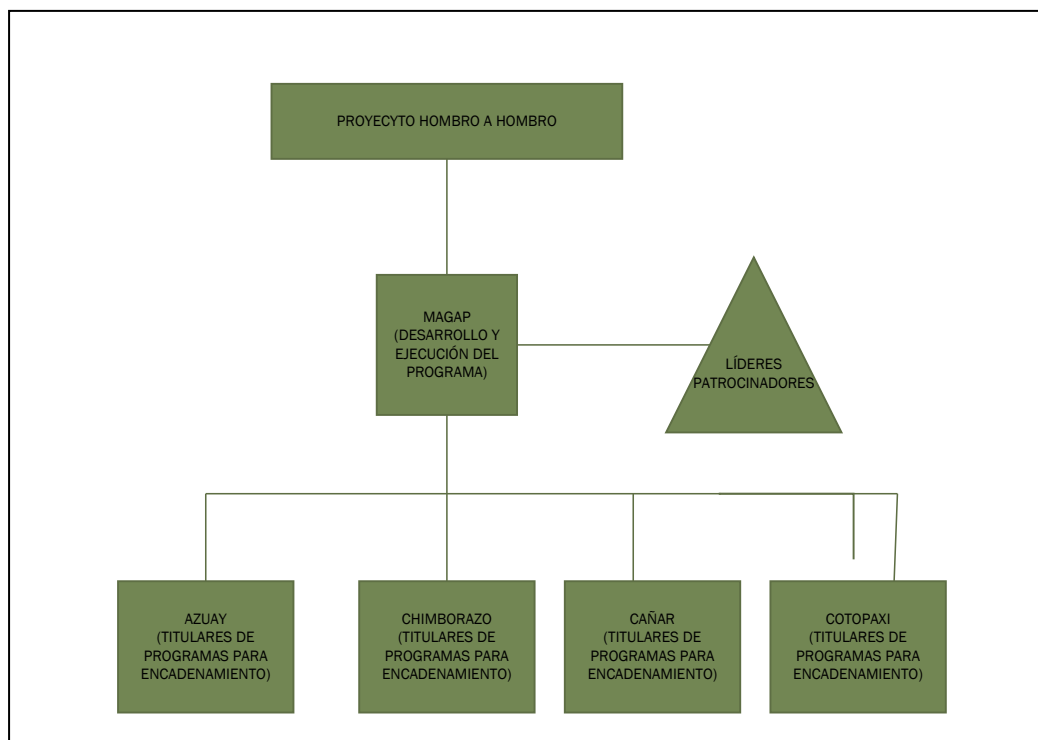 PROYECYTO HOMBRO A HOMBRO
MAGAP
(DESARROLLO Y
EJECUCIÓN DEL
PROGRAMA)
LÍDERES
PATROCINADORES
AZUAY
(TITULARES DE
PROGRAMAS PARA
ENCADENAMIENTO)
CHIMBORAZO
(TITULARES DE
PROGRAMAS PARA
ENCADENAMIENTO)
CAÑAR
(TITULARES DE
PROGRAMAS PARA
ENCADENAMIENTO)
COTOPAXI
(TITULARES DE
PROGRAMAS PARA
ENCADENAMIENTO)